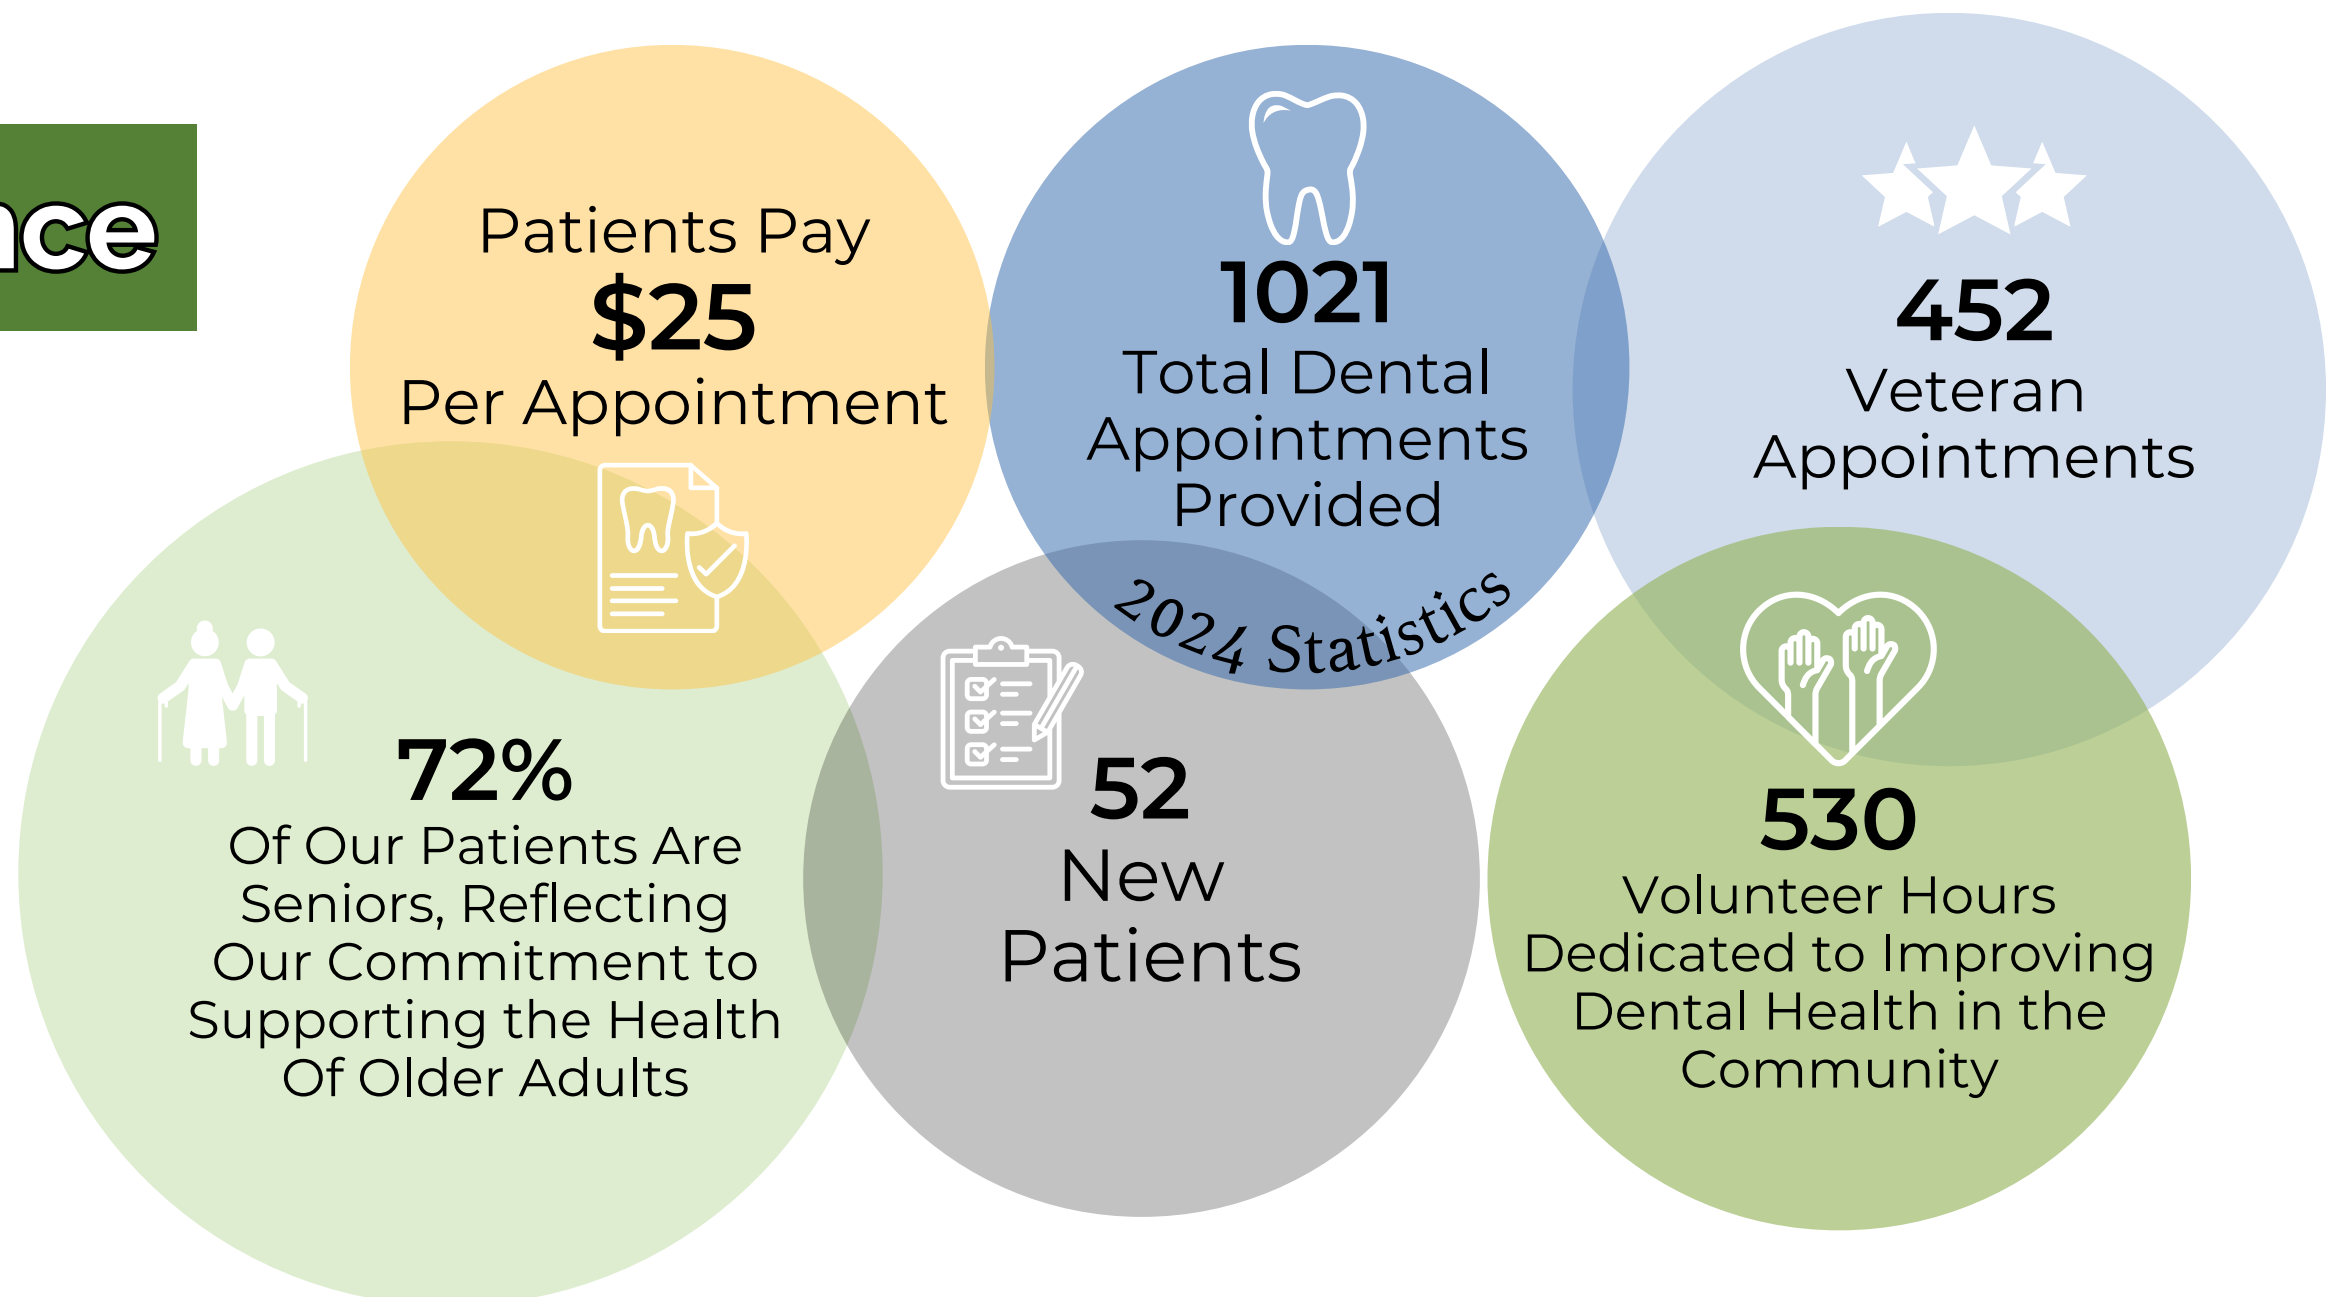 nce
Patients Pay
$25
Per Appointment
1021
Total Dental
Appointments
Provided
2024 Statistics
452
Veteran
Appointments
72%
Of Our Patients Are
Seniors, Reflecting
Our Commitment to
Supporting the Health
Of Older Adults
52
New
Patients
530
Volunteer Hours
Dedicated to Improving
Dental Health in the
Community